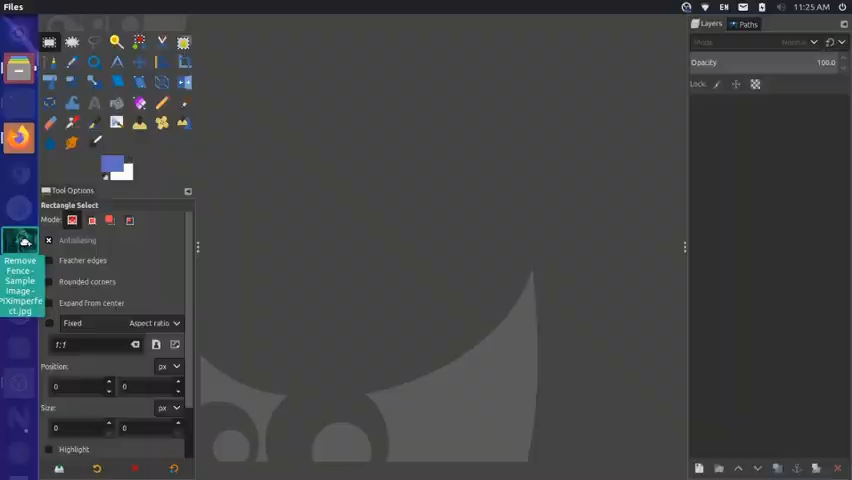 Files
EN
11:25 AM
Layers
Paths
Mode
Normal
Opacity
100.0
Lock:
Tool Options
Rectangle Select
Mode:
Antialiasing
Feather edges
Rounded corners
Expand from center
Fixed
Aspect ratio
1:1
Position:
px
0
0
Size:
px
0
0
Highlight
Remove
Fence -
Sample
Image -
PiXimperfe
ct.jpg